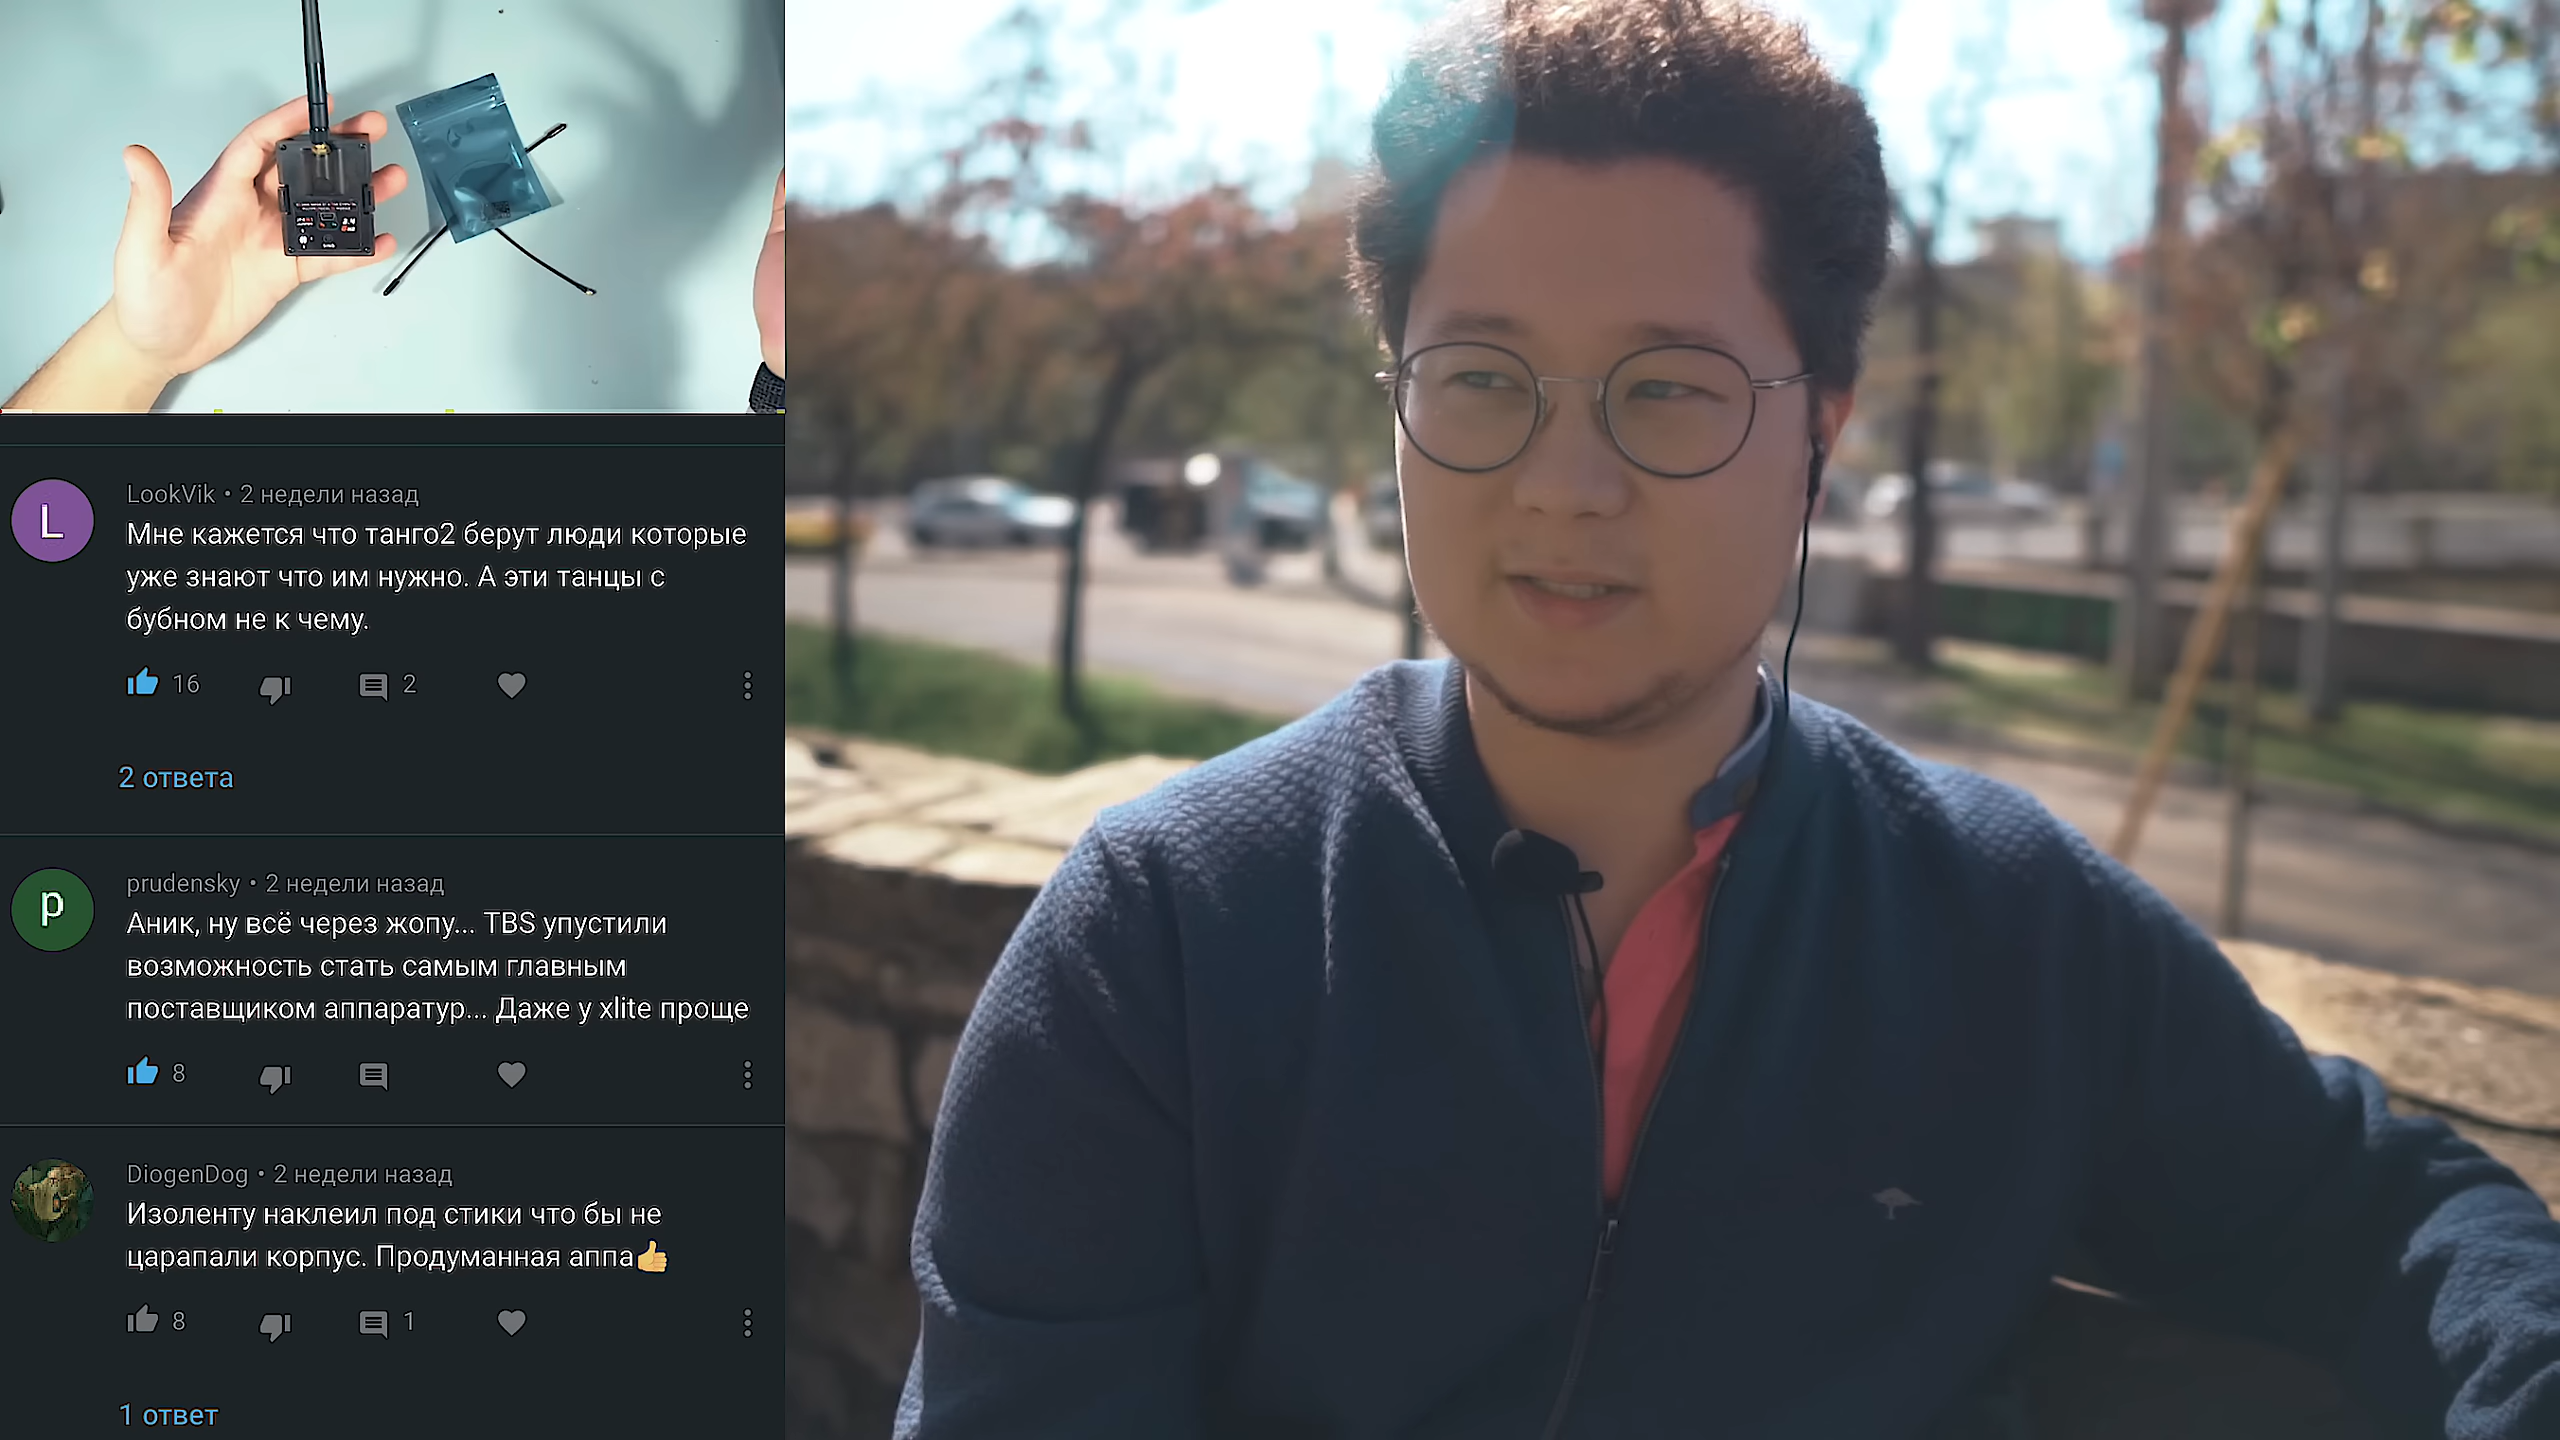 L
LookVik • 2 недели назад
Мне кажется что танго2 берут люди которые
уже знают что им нужно. А эти танцы с
бубном не к чему.
16
2
2 ответа
p
prudensky • 2 недели назад
Аник, ну всё через жопу... TBS упустили
возможность стать самым главным
поставщиком аппаратур... Даже у xlite проще
8
DiogenDog • 2 недели назад
Изоленту наклеил под стики что бы не
царапали корпус. Продуманная аппа👍
8
1
1 ответ